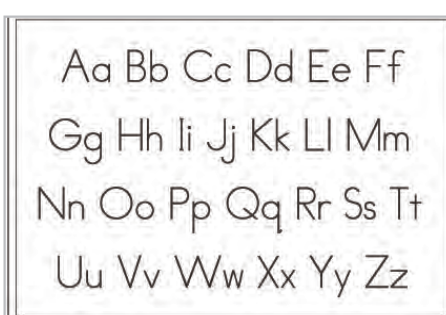 Aa Bb Cc Dd Ee Ff
Gg Hh Ii Jj Kk Ll Mm
Nn Oo Pp Qq Rr Ss Tt
Uu Vv Ww Xx Yy Zz